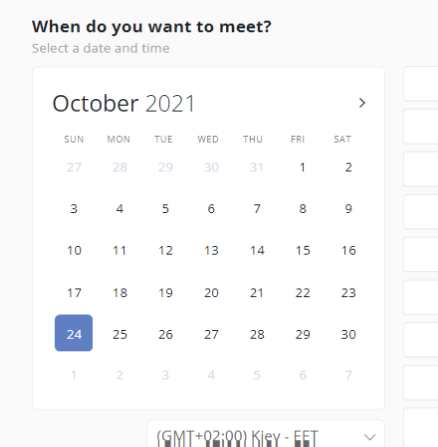 When do you want to meet?
Select a date and time
October 2021
SUN MON TUE WED THU FRI SAT
27 28 29 30 31 1 2
3 4 5 6 7 8 9
10 11 12 13 14 15 16
17 18 19 20 21 22 23
24 25 26 27 28 29 30
1 2 3 4 5 6 7
(GMT+02:00) Kiev - EET